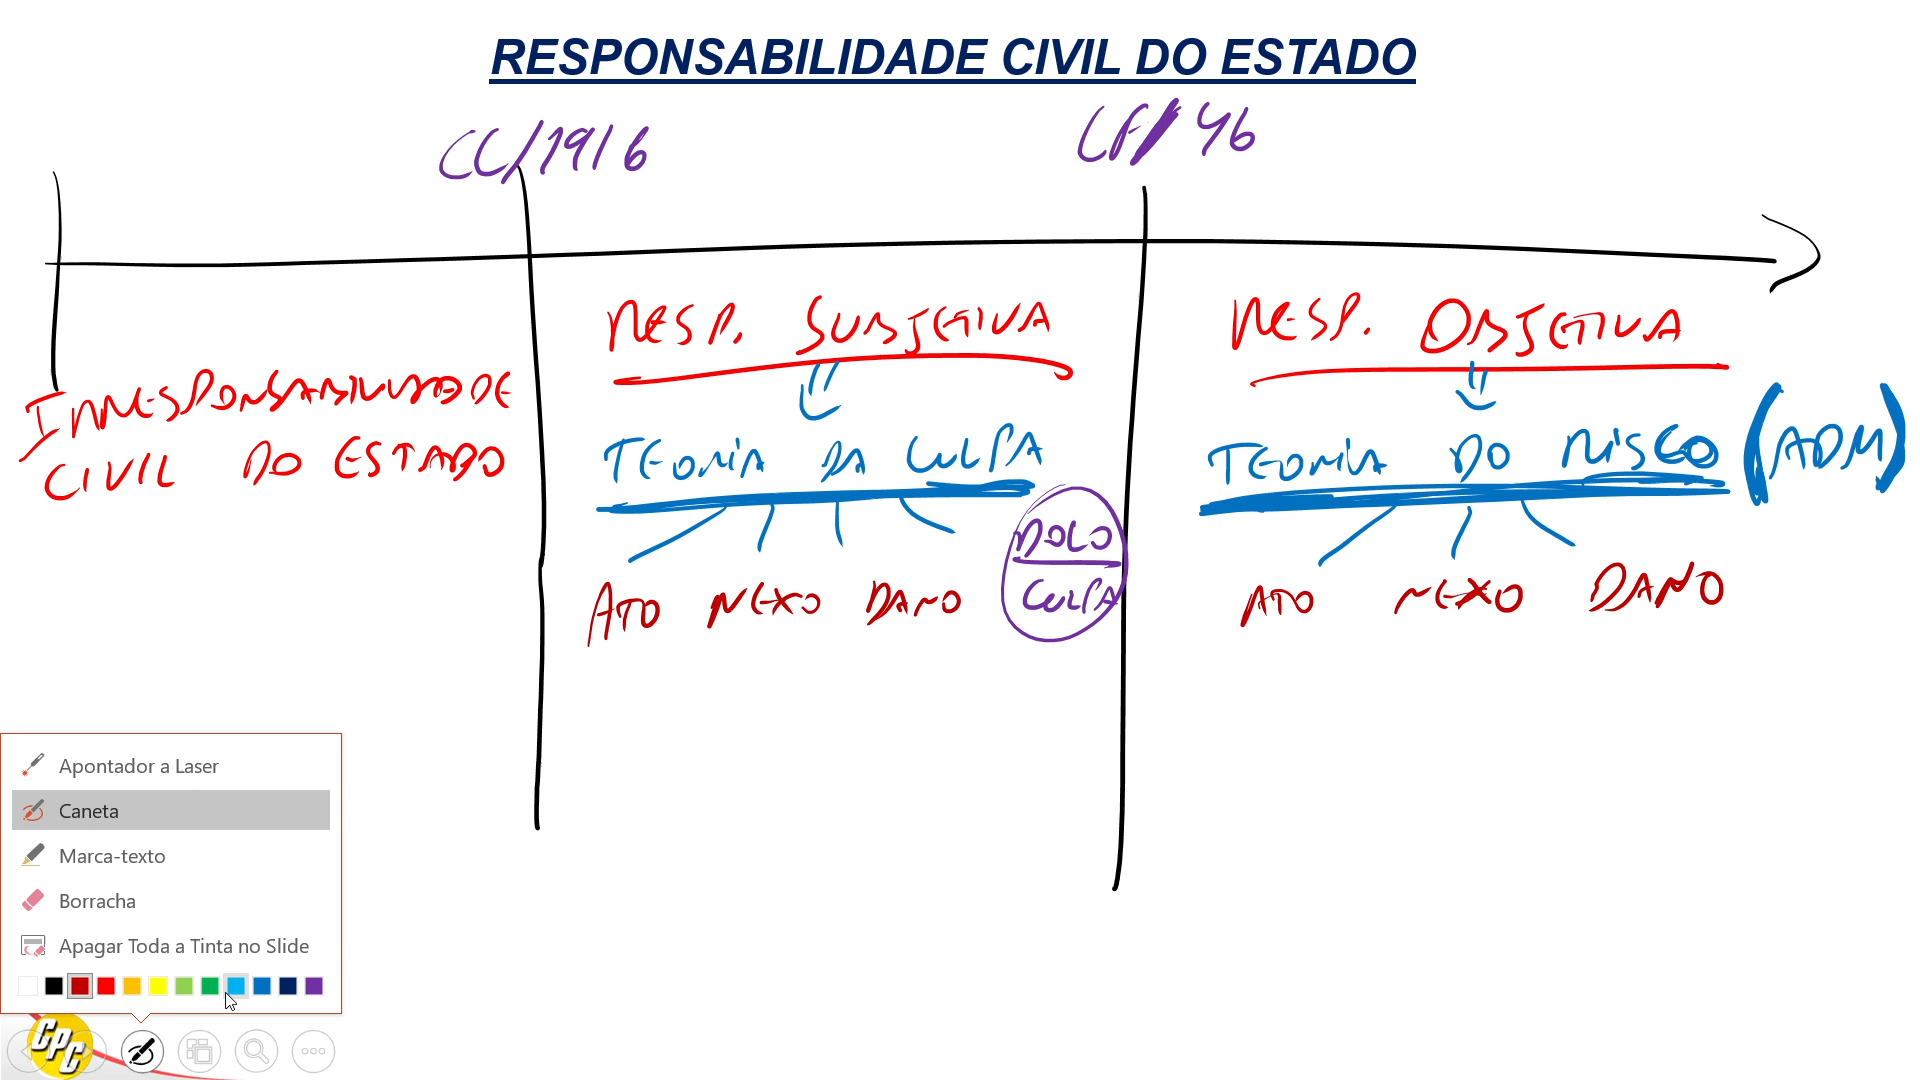 RESPONSABILIDADE CIVIL DO ESTADO
CC/1916
CF/46
RESP. SUBJETIVA
RESP. OBJETIVA
IRRESPONSABILIDADE
CIVIL DO ESTADO
TEORIA DA CULPA
TEORIA DO RISCO (ADM)
DOLO
CULPA
ATO NEXO DANO
ATO NEXO DANO
Apontador a Laser
Caneta
Marca-texto
Borracha
Apagar Toda a Tinta no Slide
CPC